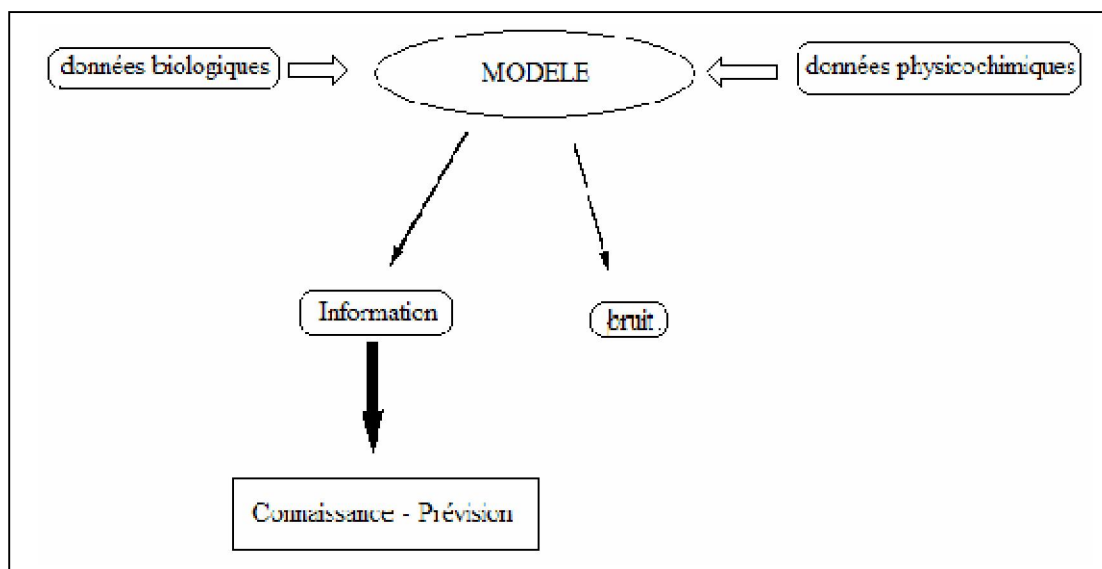 données biologiques
MODELE
données physicochimiques
Information
bruit
Connaissance - Prévision